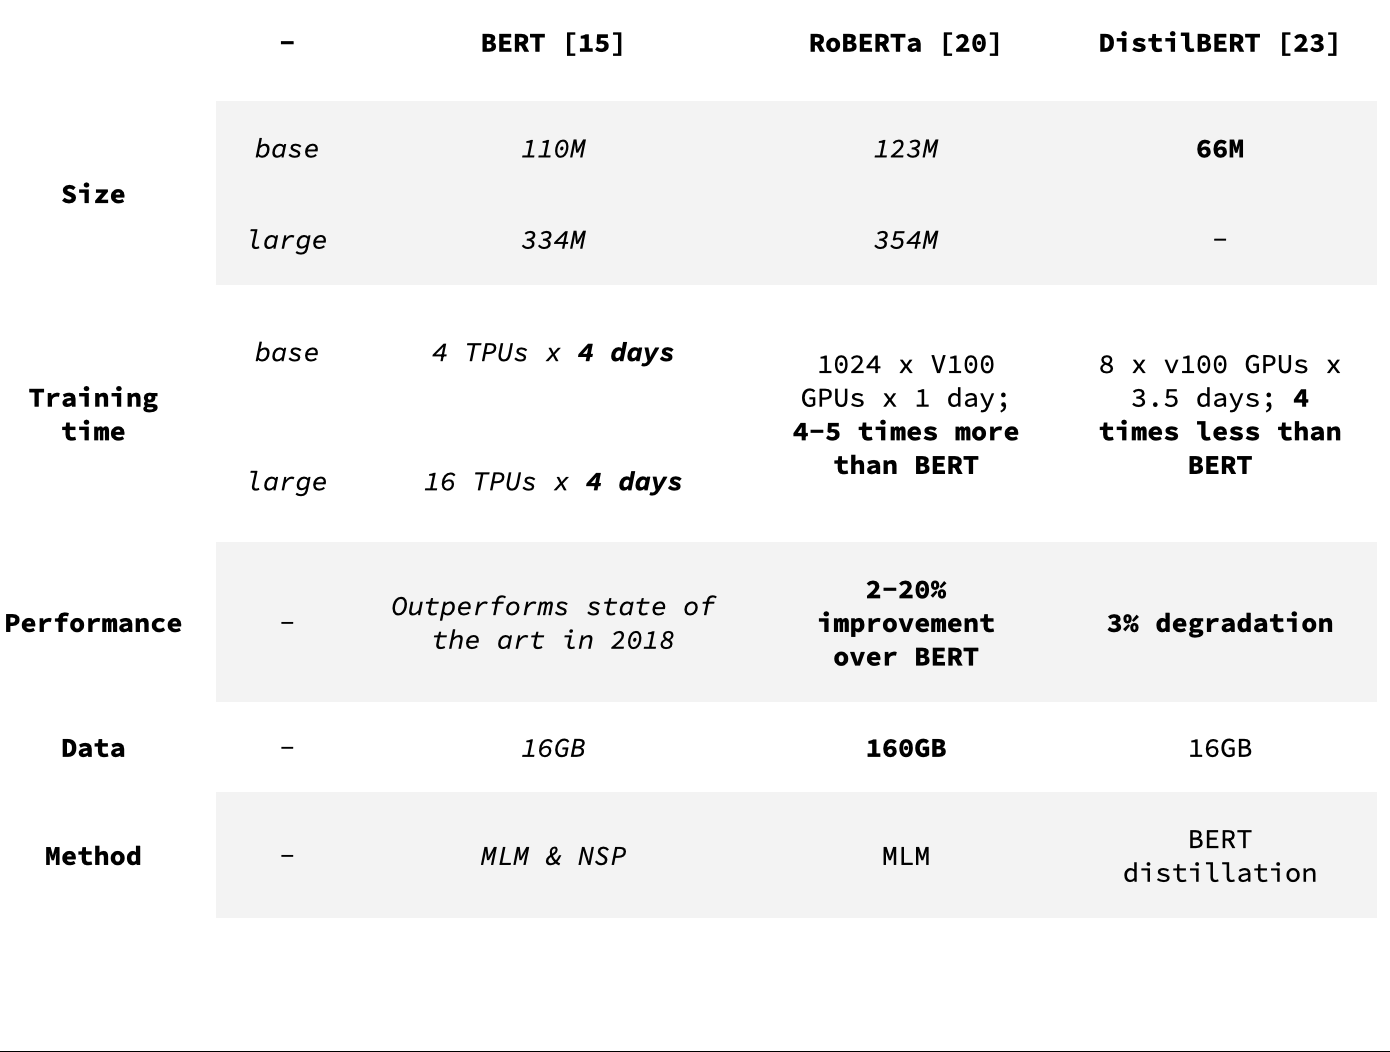 – BERT [15] RoBERTa [20] DistilBERT [23]
base 110M 123M 66M
Size
large 334M 354M –
base 4 TPUs x 4 days
1024 x V100
GPUs x 1 day;
4–5 times more
than BERT
8 x v100 GPUs x
3.5 days; 4
times less than
BERT
Training
time
large 16 TPUs x 4 days
Performance
–
Outperforms state of
the art in 2018
2–20%
improvement
over BERT
3% degradation
Data – 16GB 160GB 16GB
Method – MLM & NSP MLM
BERT
distillation